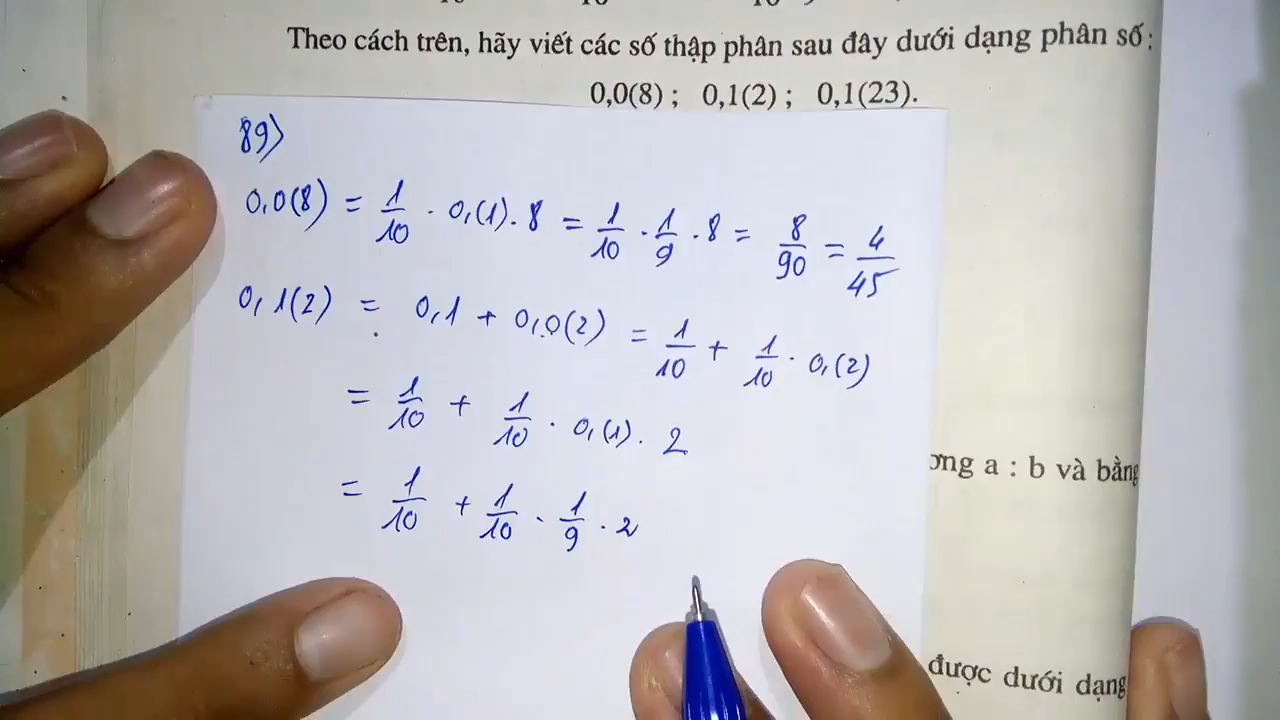 Theo cách trên, hãy viết các số thập phân sau đây dưới dạng phân số:
0,0(8) ; 0,1(2) ; 0,1(23).
89)
0,0(8) = 1/10 · 0,(1) · 8 = 1/10 · 1/9 · 8 = 8/90 = 4/45
0,1(2) = 0,1 + 0,0(2) = 1/10 + 1/10 · 0,(2)
= 1/10 + 1/10 · 0,(1) · 2
= 1/10 + 1/10 · 1/9 · 2
a : b và bằng
được dưới dạng